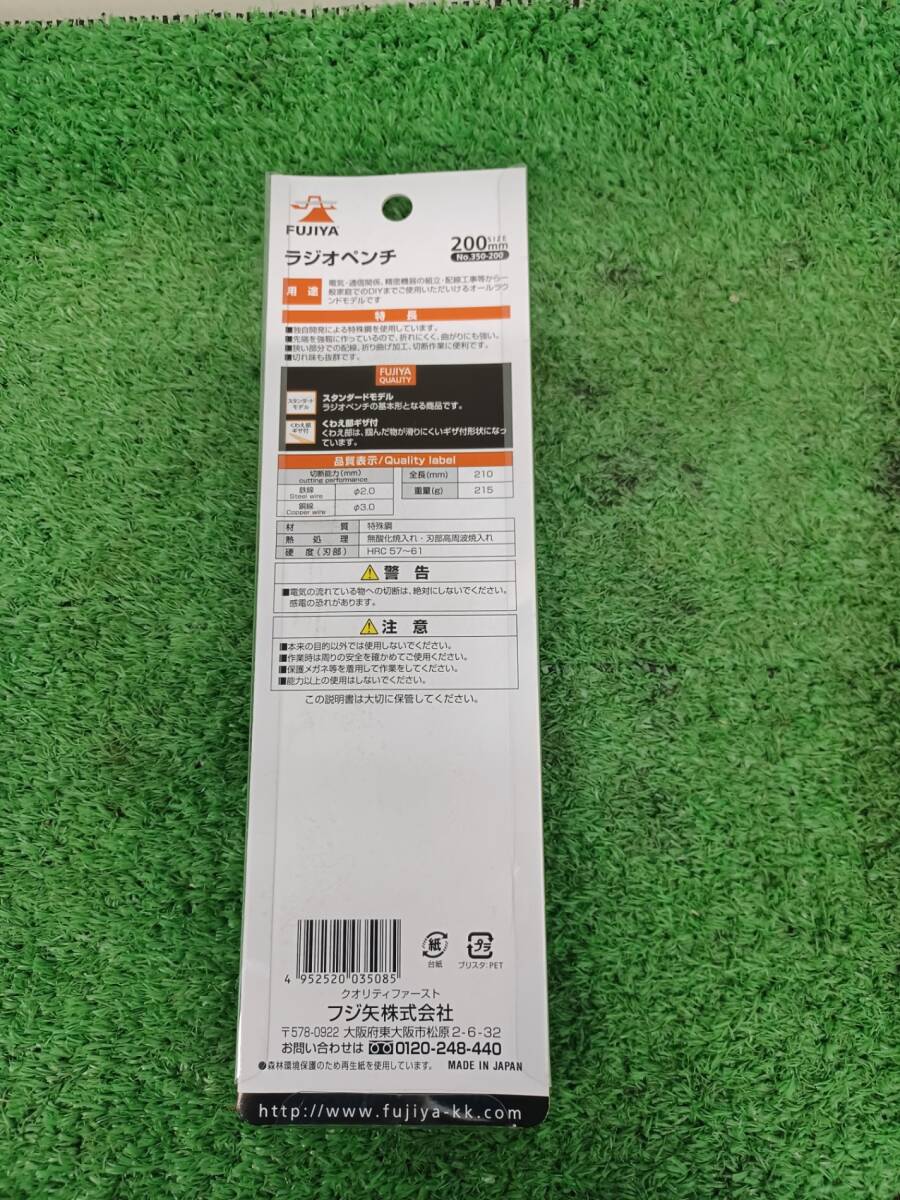 FUJIYA
ラジオペンチ
200mm SIZE
No.350-200
用途
電気・通信関係、精密機器の組立・配線工事等から一
般家庭でのDIYまでご使用いただけるオールラウ
ンドモデルです
特長
■独自開発による特殊鋼を使用しています。
■先端を強靭に作っているので、折れにくく、曲がりにも強い。
■狭い部分での配線、折り曲げ加工、切断作業に便利です。
■切れ味も抜群です。
FUJIYA
QUALITY
スタンダード
モデル
スタンダードモデル
ラジオペンチの基本形となる商品です。
くわえ部
ギザ付
くわえ部ギザ付
くわえ部は、掴んだ物が滑りにくいギザ付形状になっ
ています。
品質表示/Quality label
切断能力(mm)
cutting performance
鉄線
Steel wire
φ2.0
銅線
Copper wire
φ3.0
全長(mm) 210
重量(g) 215
材質 特殊鋼
熱処理 無酸化焼入れ・刃部高周波焼入れ
硬度(刃部) HRC 57〜61
警告
■電気の流れている物への切断は、絶対にしないでください。
感電の恐れがあります。
注意
■本来の目的以外では使用しないでください。
■作業時は周りの安全を確かめてご使用ください。
■保護メガネ等を着用して作業をしてください。
■能力以上の使用はしないでください。
この説明書は大切に保管してください。
4 952520 035085
紙
台紙
プラ
ブリスタ:PET
クオリティファースト
フジ矢株式会社
〒578-0922 大阪府東大阪市松原2-6-32
お問い合わせは 0120-248-440
●森林環境保護のため再生紙を使用しています。 MADE IN JAPAN
http://www.fujiya-kk.com